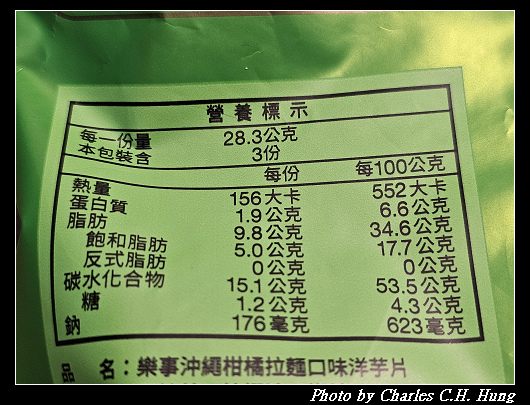 營養標示
每一份量 28.3公克
本包裝含 3份
每份 每100公克
熱量 156大卡 552大卡
蛋白質 1.9公克 6.6公克
脂肪 9.8公克 34.6公克
飽和脂肪 5.0公克 17.7公克
反式脂肪 0公克 0公克
碳水化合物 15.1公克 53.5公克
糖 1.2公克 4.3公克
鈉 176毫克 623毫克
品 名：樂事沖繩柑橘拉麵口味洋芋片
Photo by Charles C.H. Hung